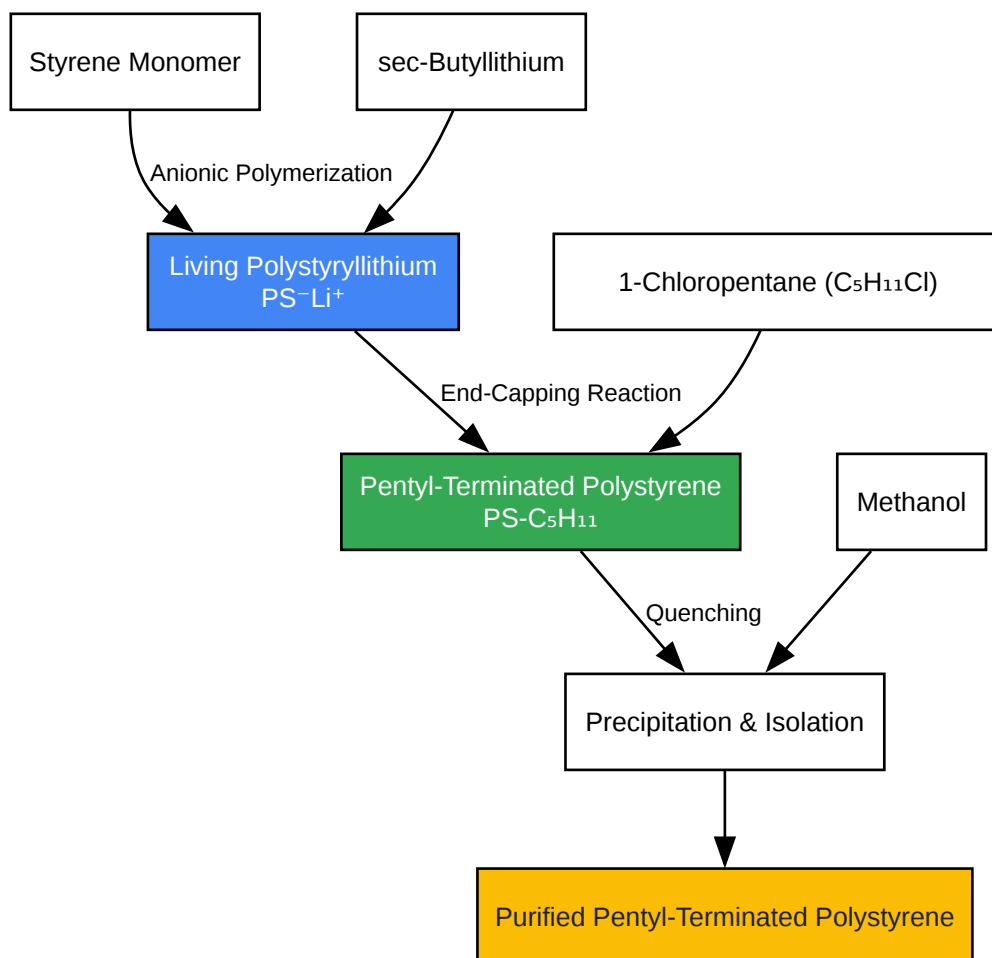 Styrene Monomer
sec-Butyllithium
Anionic Polymerization
Living Polystyryllithium
PS⁻Li⁺
1-Chloropentane (C₅H₁₁Cl)
End-Capping Reaction
Pentyl-Terminated Polystyrene
PS-C₅H₁₁
Methanol
Quenching
Precipitation & Isolation
Purified Pentyl-Terminated Polystyrene